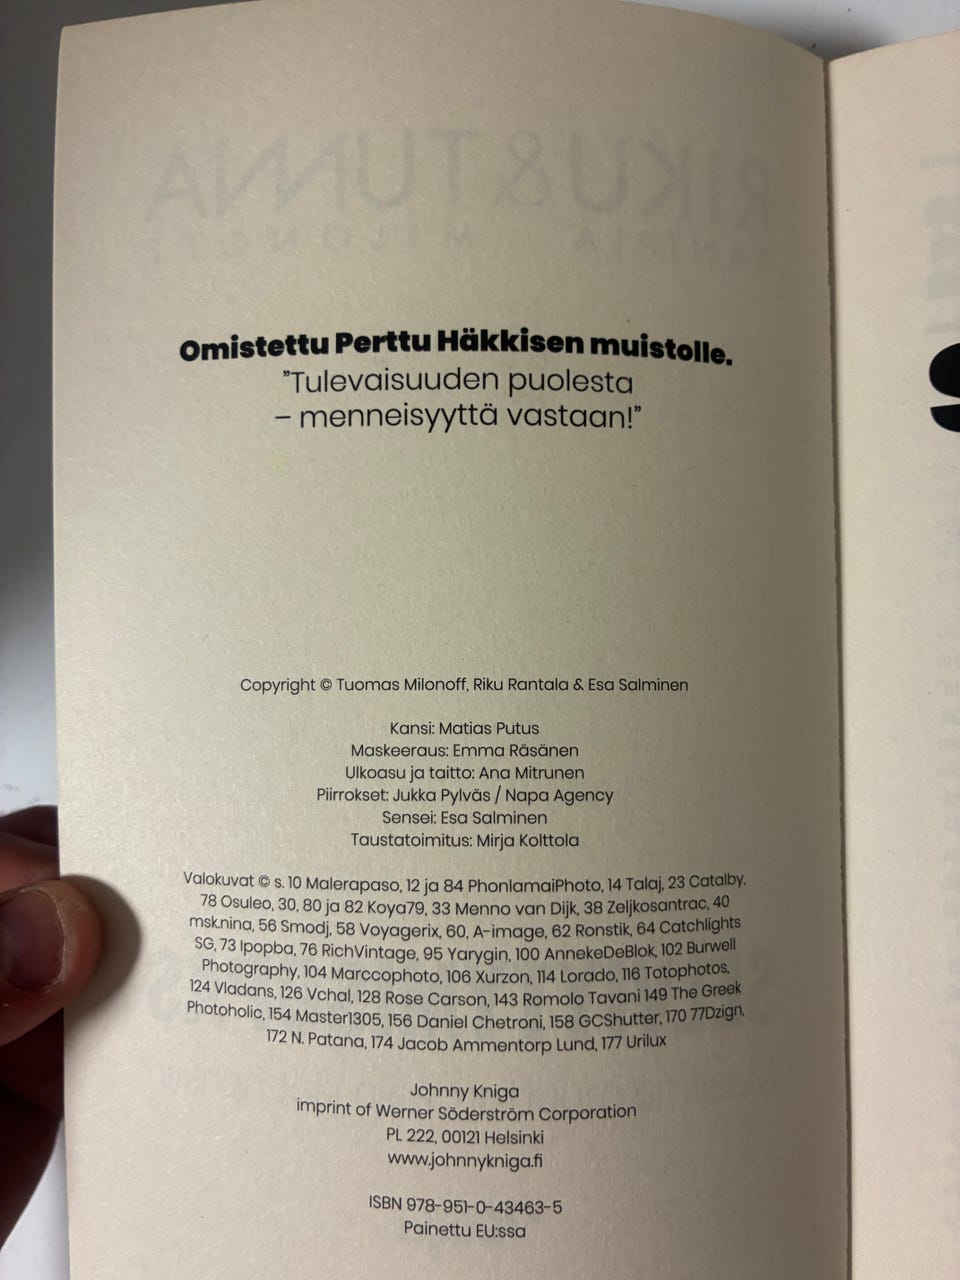 Omistettu Perttu Häkkisen muistolle.
”Tulevaisuuden puolesta
– menneisyyttä vastaan!”
Copyright © Tuomas Milonoff, Riku Rantala & Esa Salminen
Kansi: Matias Putus
Maskeeraus: Emma Räsänen
Ulkoasu ja taitto: Ana Mitrunen
Piirrokset: Jukka Pylväs / Napa Agency
Sensei: Esa Salminen
Taustatoimitus: Mirja Kolttola
Valokuvat © s. 10 Malerapaso, 12 ja 84 PhonlamaiPhoto, 14 Talaj, 23 Catalby,
78 Osuleo, 30, 80 ja 82 Koya79, 33 Menno van Dijk, 38 Zeljkosantrac, 40
msk.nina, 56 Smodj, 58 Voyagerix, 60, A-image, 62 Ronstik, 64 Catchlights
SG, 73 Ipopba, 76 RichVintage, 95 Yarygin, 100 AnnekeDeBlok, 102 Burwell
Photography, 104 Marccophoto, 106 Xurzon, 114 Lorado, 116 Totophotos,
124 Vladans, 126 Vchal, 128 Rose Carson, 143 Romolo Tavani 149 The Greek
Photoholic, 154 Master1305, 156 Daniel Chetroni, 158 GCShutter, 170 77Dzign,
172 N. Patana, 174 Jacob Ammentorp Lund, 177 Urilux
Johnny Kniga
imprint of Werner Söderström Corporation
PL 222, 00121 Helsinki
www.johnnykniga.fi
ISBN 978-951-0-43463-5
Painettu EU:ssa